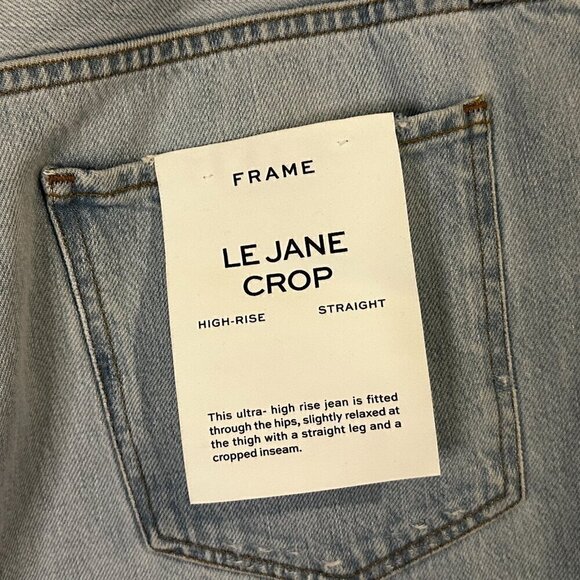 FRAME
LE JANE
CROP
HIGH-RISE STRAIGHT
This ultra- high rise jean is fitted
through the hips, slightly relaxed at
the thigh with a straight leg and a
cropped inseam.